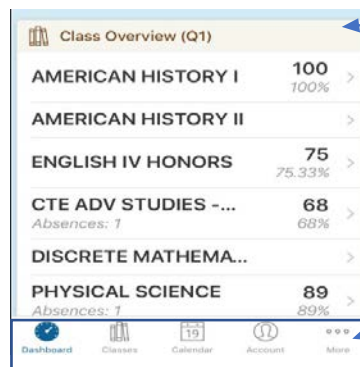 Class Overview (Q1)
AMERICAN HISTORY I 100
100%
AMERICAN HISTORY II
ENGLISH IV HONORS 75
75.33%
CTE ADV STUDIES -... 68
Absences: 1 68%
DISCRETE MATHEMA...
PHYSICAL SCIENCE 89
Absences: 1 89%
19
Dashboard Classes Calendar Account More